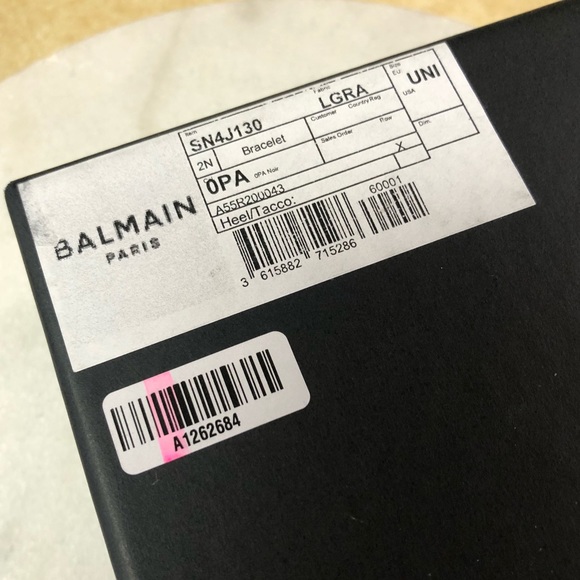 BALMAIN
PARIS
Item
SN4J130
Fabric
LGRA
Size
EU:
UNI
USA
2N
Bracelet
Customer
Country Rag
0PA
0PA Noir
Sales Order
Row
Dim.
X
A55R200043
Heel/Tacco:
60001
3 615882 715286
A1262684